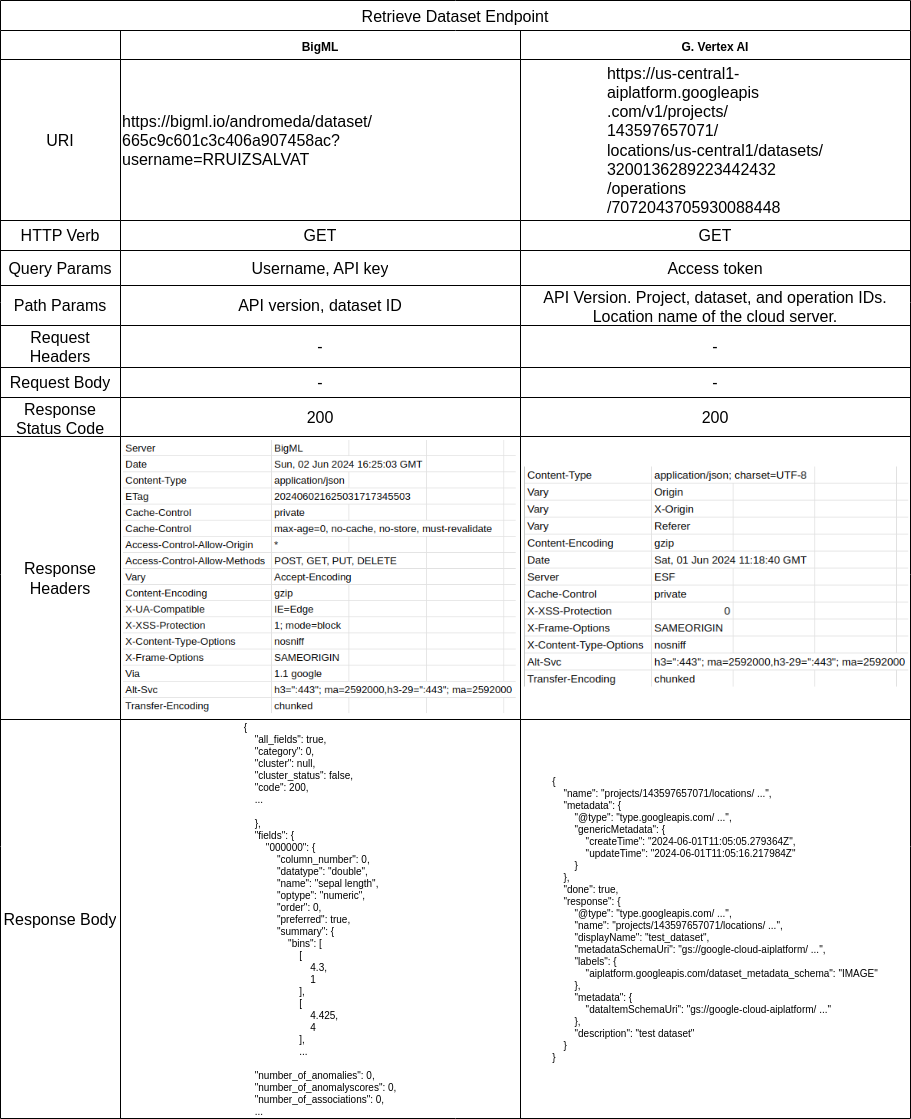 Retrieve Dataset Endpoint
BigML
G. Vertex AI
URI
https://bigml.io/andromeda/dataset/
665c9c601c3c406a907458ac?
username=RRUIZSALVAT
https://us-central1-
aiplatform.googleapis
.com/v1/projects/
143597657071/
locations/us-central1/datasets/
3200136289223442432
/operations
/7072043705930088448
HTTP Verb
GET
GET
Query Params
Username, API key
Access token
Path Params
API version, dataset ID
API Version. Project, dataset, and operation IDs.
Location name of the cloud server.
Request
Headers
-
-
Request Body
-
-
Response
Status Code
200
200
Response
Headers
Server BigML
Date Sun, 02 Jun 2024 16:25:03 GMT
Content-Type application/json
ETag 202406021625031717345503
Cache-Control private
Cache-Control max-age=0, no-cache, no-store, must-revalidate
Access-Control-Allow-Origin *
Access-Control-Allow-Methods POST, GET, PUT, DELETE
Vary Accept-Encoding
Content-Encoding gzip
X-UA-Compatible IE=Edge
X-XSS-Protection 1; mode=block
X-Content-Type-Options nosniff
X-Frame-Options SAMEORIGIN
Via 1.1 google
Alt-Svc h3=":443"; ma=2592000,h3-29=":443"; ma=2592000
Transfer-Encoding chunked
Content-Type application/json; charset=UTF-8
Vary Origin
Vary X-Origin
Vary Referer
Content-Encoding gzip
Date Sat, 01 Jun 2024 11:18:40 GMT
Server ESF
Cache-Control private
X-XSS-Protection 0
X-Frame-Options SAMEORIGIN
X-Content-Type-Options nosniff
Alt-Svc h3=":443"; ma=2592000,h3-29=":443"; ma=2592000
Transfer-Encoding chunked
Response Body
{
"all_fields": true,
"category": 0,
"cluster": null,
"cluster_status": false,
"code": 200,
...
},
"fields": {
"000000": {
"column_number": 0,
"datatype": "double",
"name": "sepal length",
"optype": "numeric",
"order": 0,
"preferred": true,
"summary": {
"bins": [
[
4.3,
1
],
[
4.425,
4
],
...
"number_of_anomalies": 0,
"number_of_anomalyscores": 0,
"number_of_associations": 0,
...
{
"name": "projects/143597657071/locations/ ...",
"metadata": {
"@type": "type.googleapis.com/ ...",
"genericMetadata": {
"createTime": "2024-06-01T11:05:05.279364Z",
"updateTime": "2024-06-01T11:05:16.217984Z"
}
},
"done": true,
"response": {
"@type": "type.googleapis.com/ ...",
"name": "projects/143597657071/locations/ ...",
"displayName": "test_dataset",
"metadataSchemaUri": "gs://google-cloud-aiplatform/ ...",
"labels": {
"aiplatform.googleapis.com/dataset_metadata_schema": "IMAGE"
},
"metadata": {
"dataItemSchemaUri": "gs://google-cloud-aiplatform/ ..."
},
"description": "test dataset"
}
}